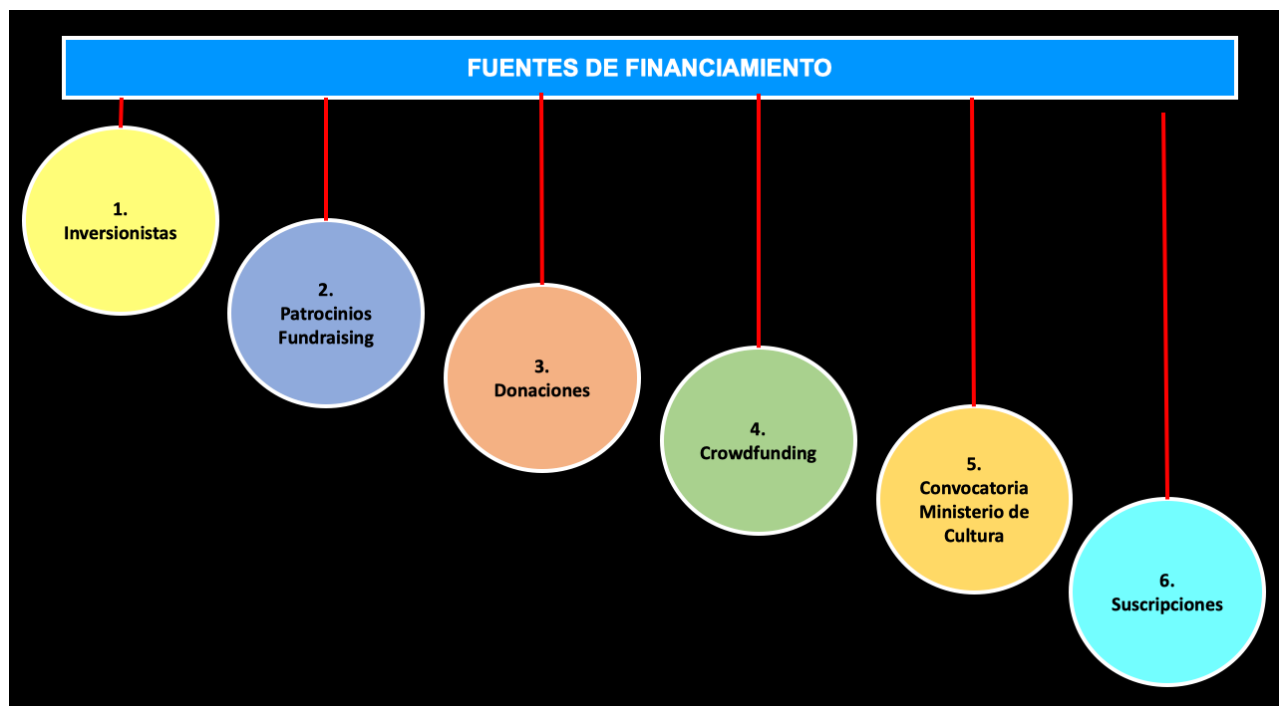 FUENTES DE FINANCIAMIENTO
1.
Inversionistas
2.
Patrocinios
Fundraising
3.
Donaciones
4.
Crowdfunding
5.
Convocatoria
Ministerio de
Cultura
6.
Suscripciones